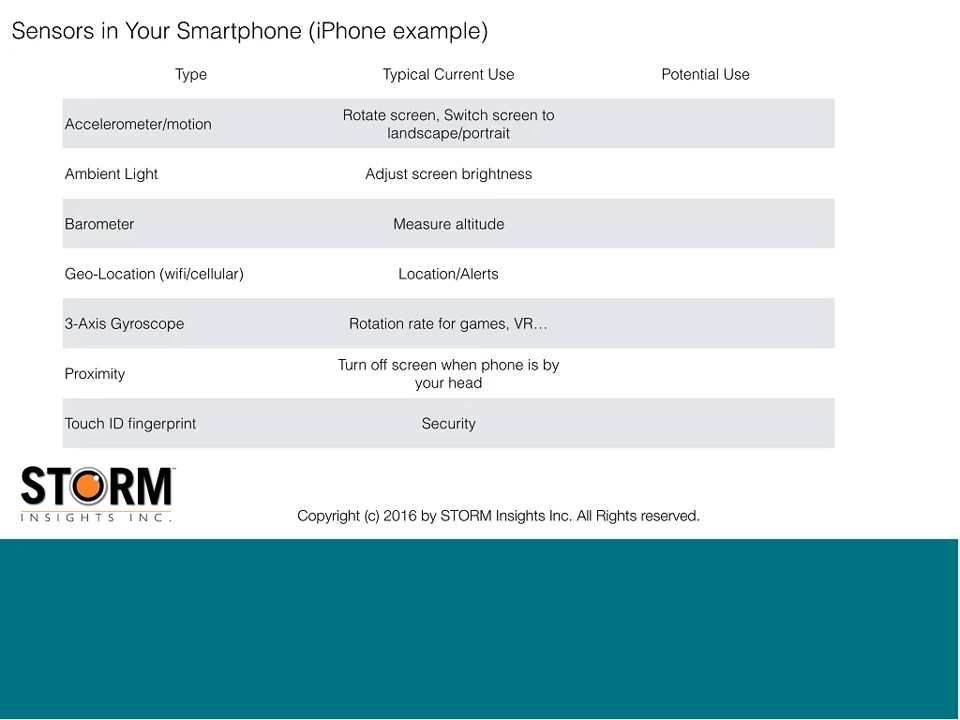 Sensors in Your Smartphone (iPhone example)
Type Typical Current Use Potential Use
Accelerometer/motion Rotate screen, Switch screen to
landscape/portrait
Ambient Light Adjust screen brightness
Barometer Measure altitude
Geo-Location (wifi/cellular) Location/Alerts
3-Axis Gyroscope Rotation rate for games, VR…
Proximity Turn off screen when phone is by
your head
Touch ID fingerprint Security
STORM™
INSIGHTS INC.
Copyright (c) 2016 by STORM Insights Inc. All Rights reserved.